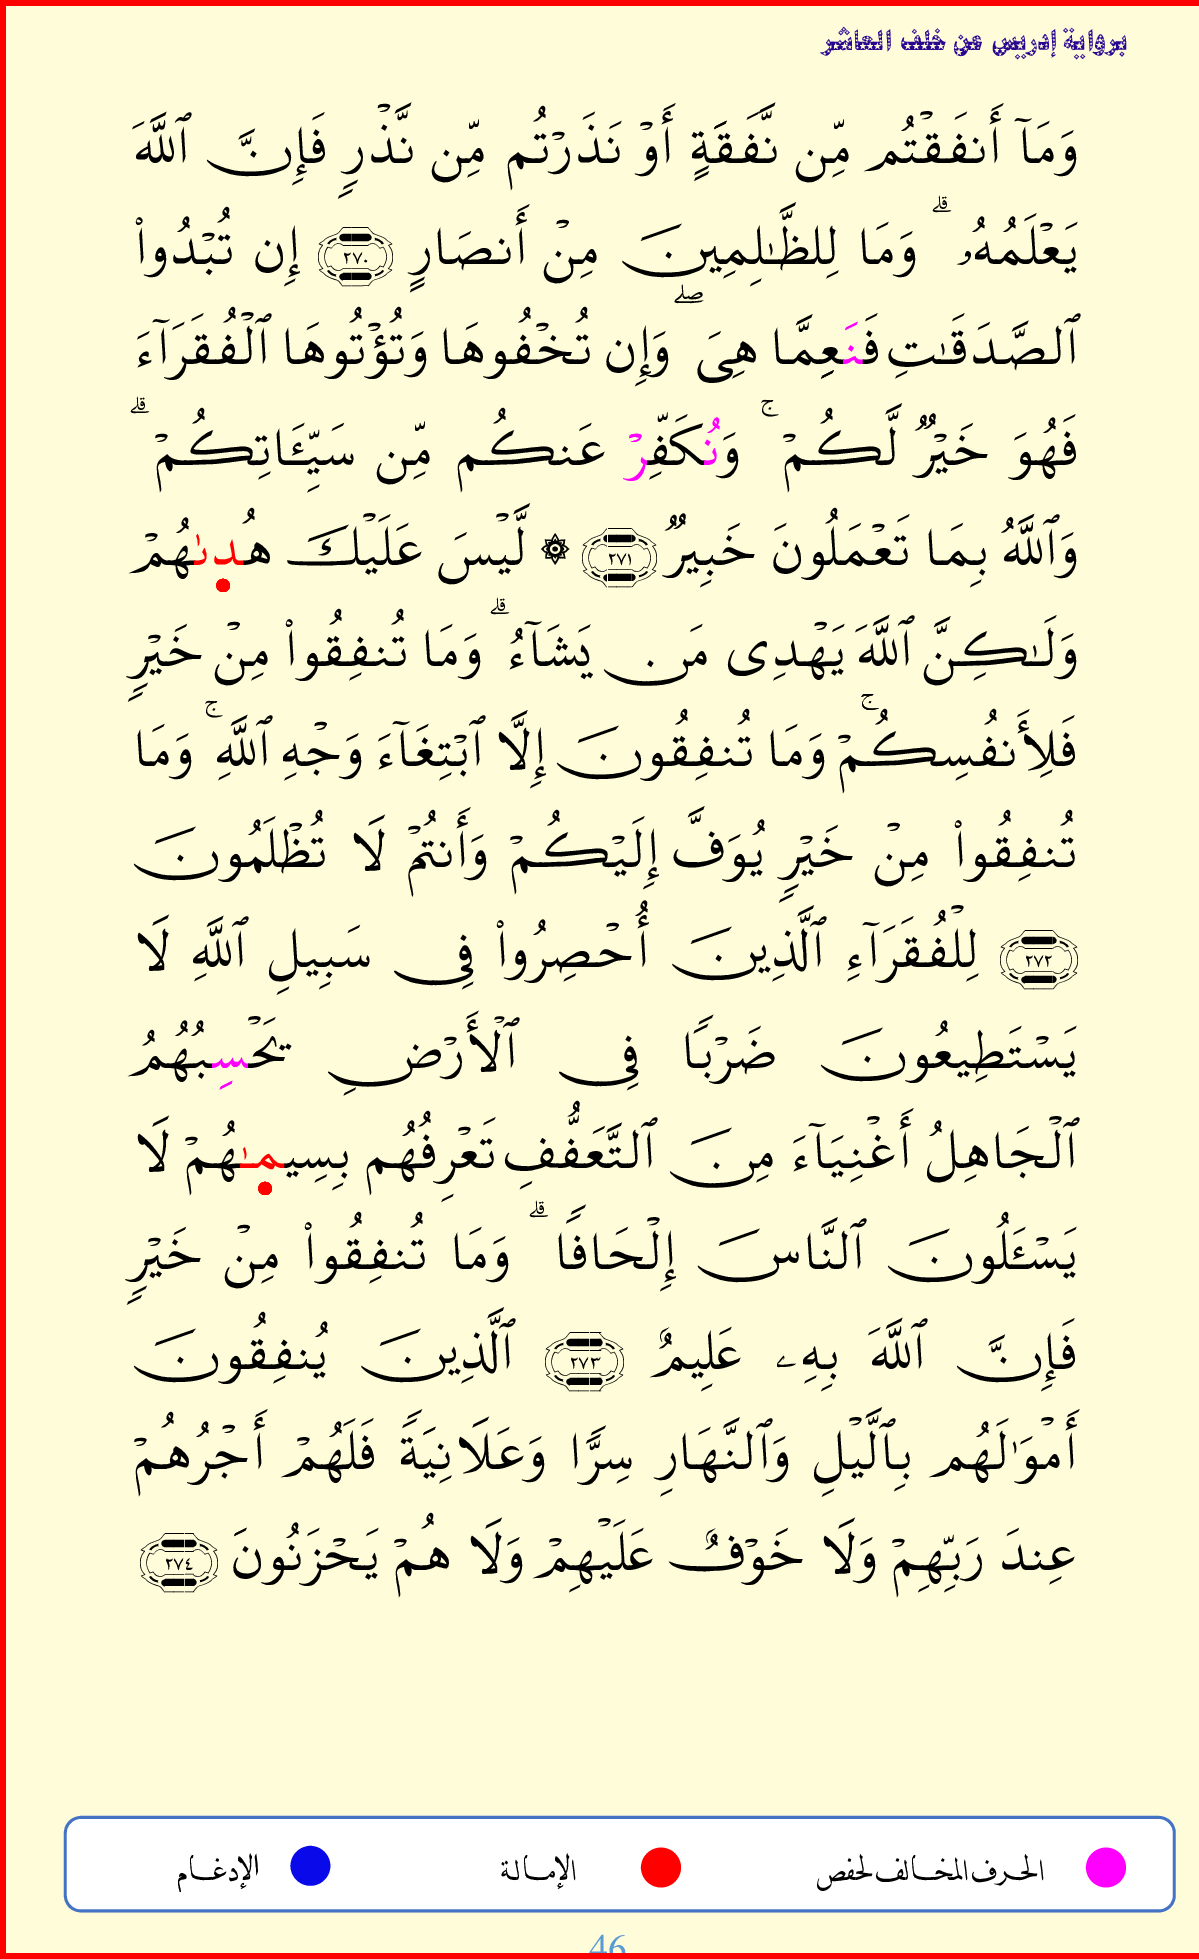 برواية إدريس عن خلف العاشر
وَمَآ أَنفَقْتُم مِّن نَّفَقَةٍ أَوْ نَذَرْتُم مِّن نَّذْرٍ فَإِنَّ ٱللَّهَ
يَعْلَمُهُۥ ۗ وَمَا لِلظَّـٰلِمِينَ مِنْ أَنصَارٍ ٢٧٠ إِن تُبْدُوا۟
ٱلصَّدَقَـٰتِ فَنَعِمَّا هِىَ ۖ وَإِن تُخْفُوهَا وَتُؤْتُوهَا ٱلْفُقَرَآءَ
فَهُوَ خَيْرٌ لَّكُمْ ۚ وَنُكَفِّرْ عَنكُم مِّن سَيِّـَٔاتِكُمْ ۗ
وَٱللَّهُ بِمَا تَعْمَلُونَ خَبِيرٌ ٢٧١ ۞ لَّيْسَ عَلَيْكَ هُدىٰهُمْ
وَلَـٰكِنَّ ٱللَّهَ يَهْدِى مَن يَشَآءُ ۗ وَمَا تُنفِقُوا۟ مِنْ خَيْرٍ
فَلِأَنفُسِكُمْ ۚ وَمَا تُنفِقُونَ إِلَّا ٱبْتِغَآءَ وَجْهِ ٱللَّهِ ۚ وَمَا
تُنفِقُوا۟ مِنْ خَيْرٍ يُوَفَّ إِلَيْكُمْ وَأَنتُمْ لَا تُظْلَمُونَ
٢٧٢ لِلْفُقَرَآءِ ٱلَّذِينَ أُحْصِرُوا۟ فِى سَبِيلِ ٱللَّهِ لَا
يَسْتَطِيعُونَ ضَرْبًا فِى ٱلْأَرْضِ يَحْسِبُهُمُ
ٱلْجَاهِلُ أَغْنِيَآءَ مِنَ ٱلتَّعَفُّفِ تَعْرِفُهُم بِسِيمـٰهُمْ لَا
يَسْـَٔلُونَ ٱلنَّاسَ إِلْحَافًا ۗ وَمَا تُنفِقُوا۟ مِنْ خَيْرٍ
فَإِنَّ ٱللَّهَ بِهِۦ عَلِيمٌ ٢٧٣ ٱلَّذِينَ يُنفِقُونَ
أَمْوَٰلَهُم بِٱلَّيْلِ وَٱلنَّهَارِ سِرًّا وَعَلَانِيَةً فَلَهُمْ أَجْرُهُمْ
عِندَ رَبِّهِمْ وَلَا خَوْفٌ عَلَيْهِمْ وَلَا هُمْ يَحْزَنُونَ ٢٧٤
الحرف المخالف لحفص الإمالة الإدغام
46